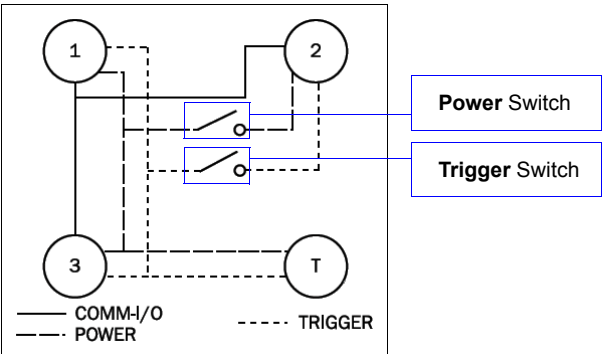 1
2
Power Switch
Trigger Switch
3
T
COMM-I/O
POWER
TRIGGER